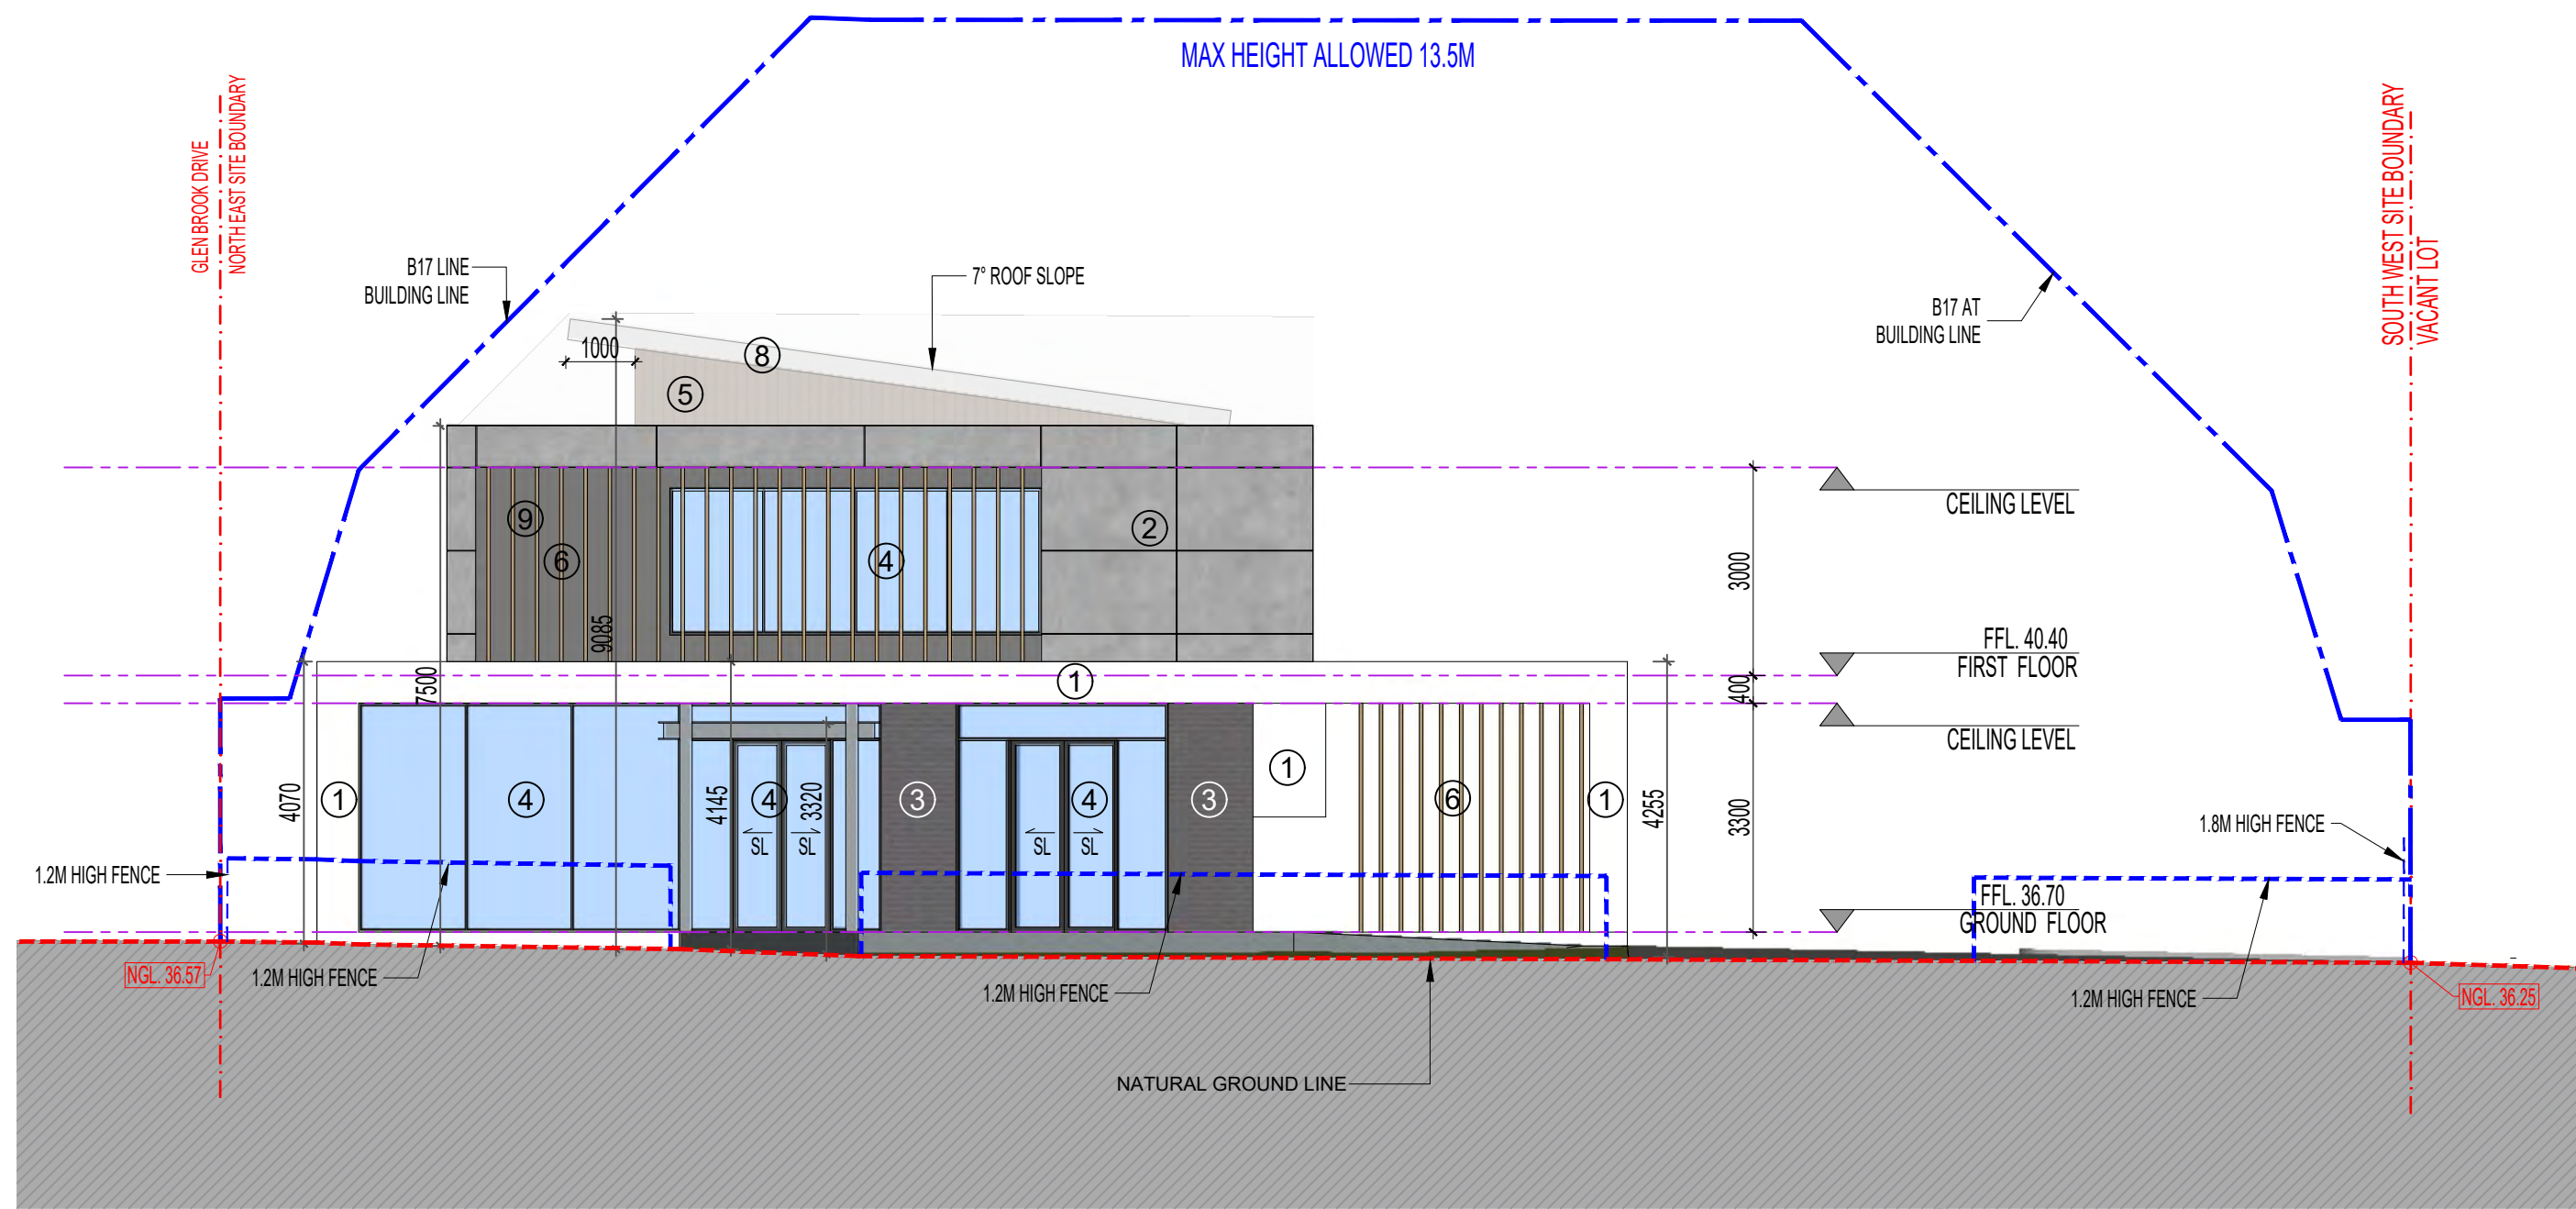 MAX HEIGHT ALLOWED 13.5M
GLENBROOK DRIVE
NORTH EAST SITE BOUNDARY
SOUTH WEST SITE BOUNDARY
VACANT LOT
B17 LINE
BUILDING LINE
7° ROOF SLOPE
B17 AT
BUILDING LINE
1000
8
5
9
6
4
2
CEILING LEVEL
3000
9085
7500
FFL. 40.40
FIRST FLOOR
400
1
CEILING LEVEL
4070
1
4
4145
4
3320
3
4
3
1
6
1
4255
3300
SL
SL
SL
SL
1.8M HIGH FENCE
1.2M HIGH FENCE
FFL. 36.70
GROUND FLOOR
NGL. 36.57
1.2M HIGH FENCE
1.2M HIGH FENCE
1.2M HIGH FENCE
NGL. 36.25
NATURAL GROUND LINE